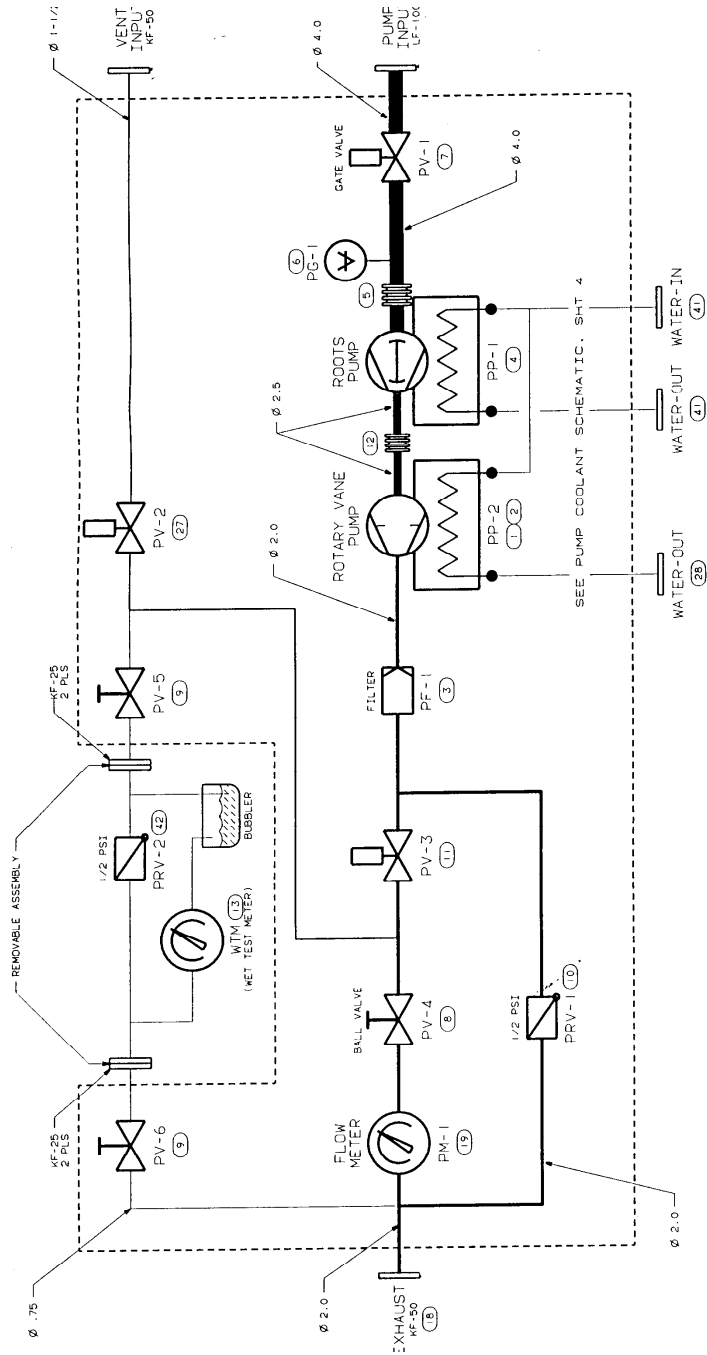 Ø 1-1/2
VENT
INPU
KF-50
Ø 4.0
PUMP
INPU
LF-100
GATE VALVE
PV-1
7
Ø 4.0
6
PG-1
5
ROOTS
PUMP
PP-1
4
Ø 2.5
12
ROTARY VANE
PUMP
PP-2
1
2
SEE PUMP COOLANT SCHEMATIC, SHT 4
WATER-IN
41
WATER-OUT
41
WATER-OUT
28
PV-2
27
Ø 2.0
PV-5
9
KF-25
2 PLS
FILTER
PF-1
3
REMOVABLE ASSEMBLY
1/2 PSI
PRV-2
42
BUBBLER
WTM
13
(WET TEST METER)
PV-3
11
BALL VALVE
PV-4
8
1/2 PSI
PRV-1
10
KF-25
2 PLS
PV-6
9
FLOW
METER
PM-1
19
Ø .75
Ø 2.0
Ø 2.0
EXHAUST
KF-50
18